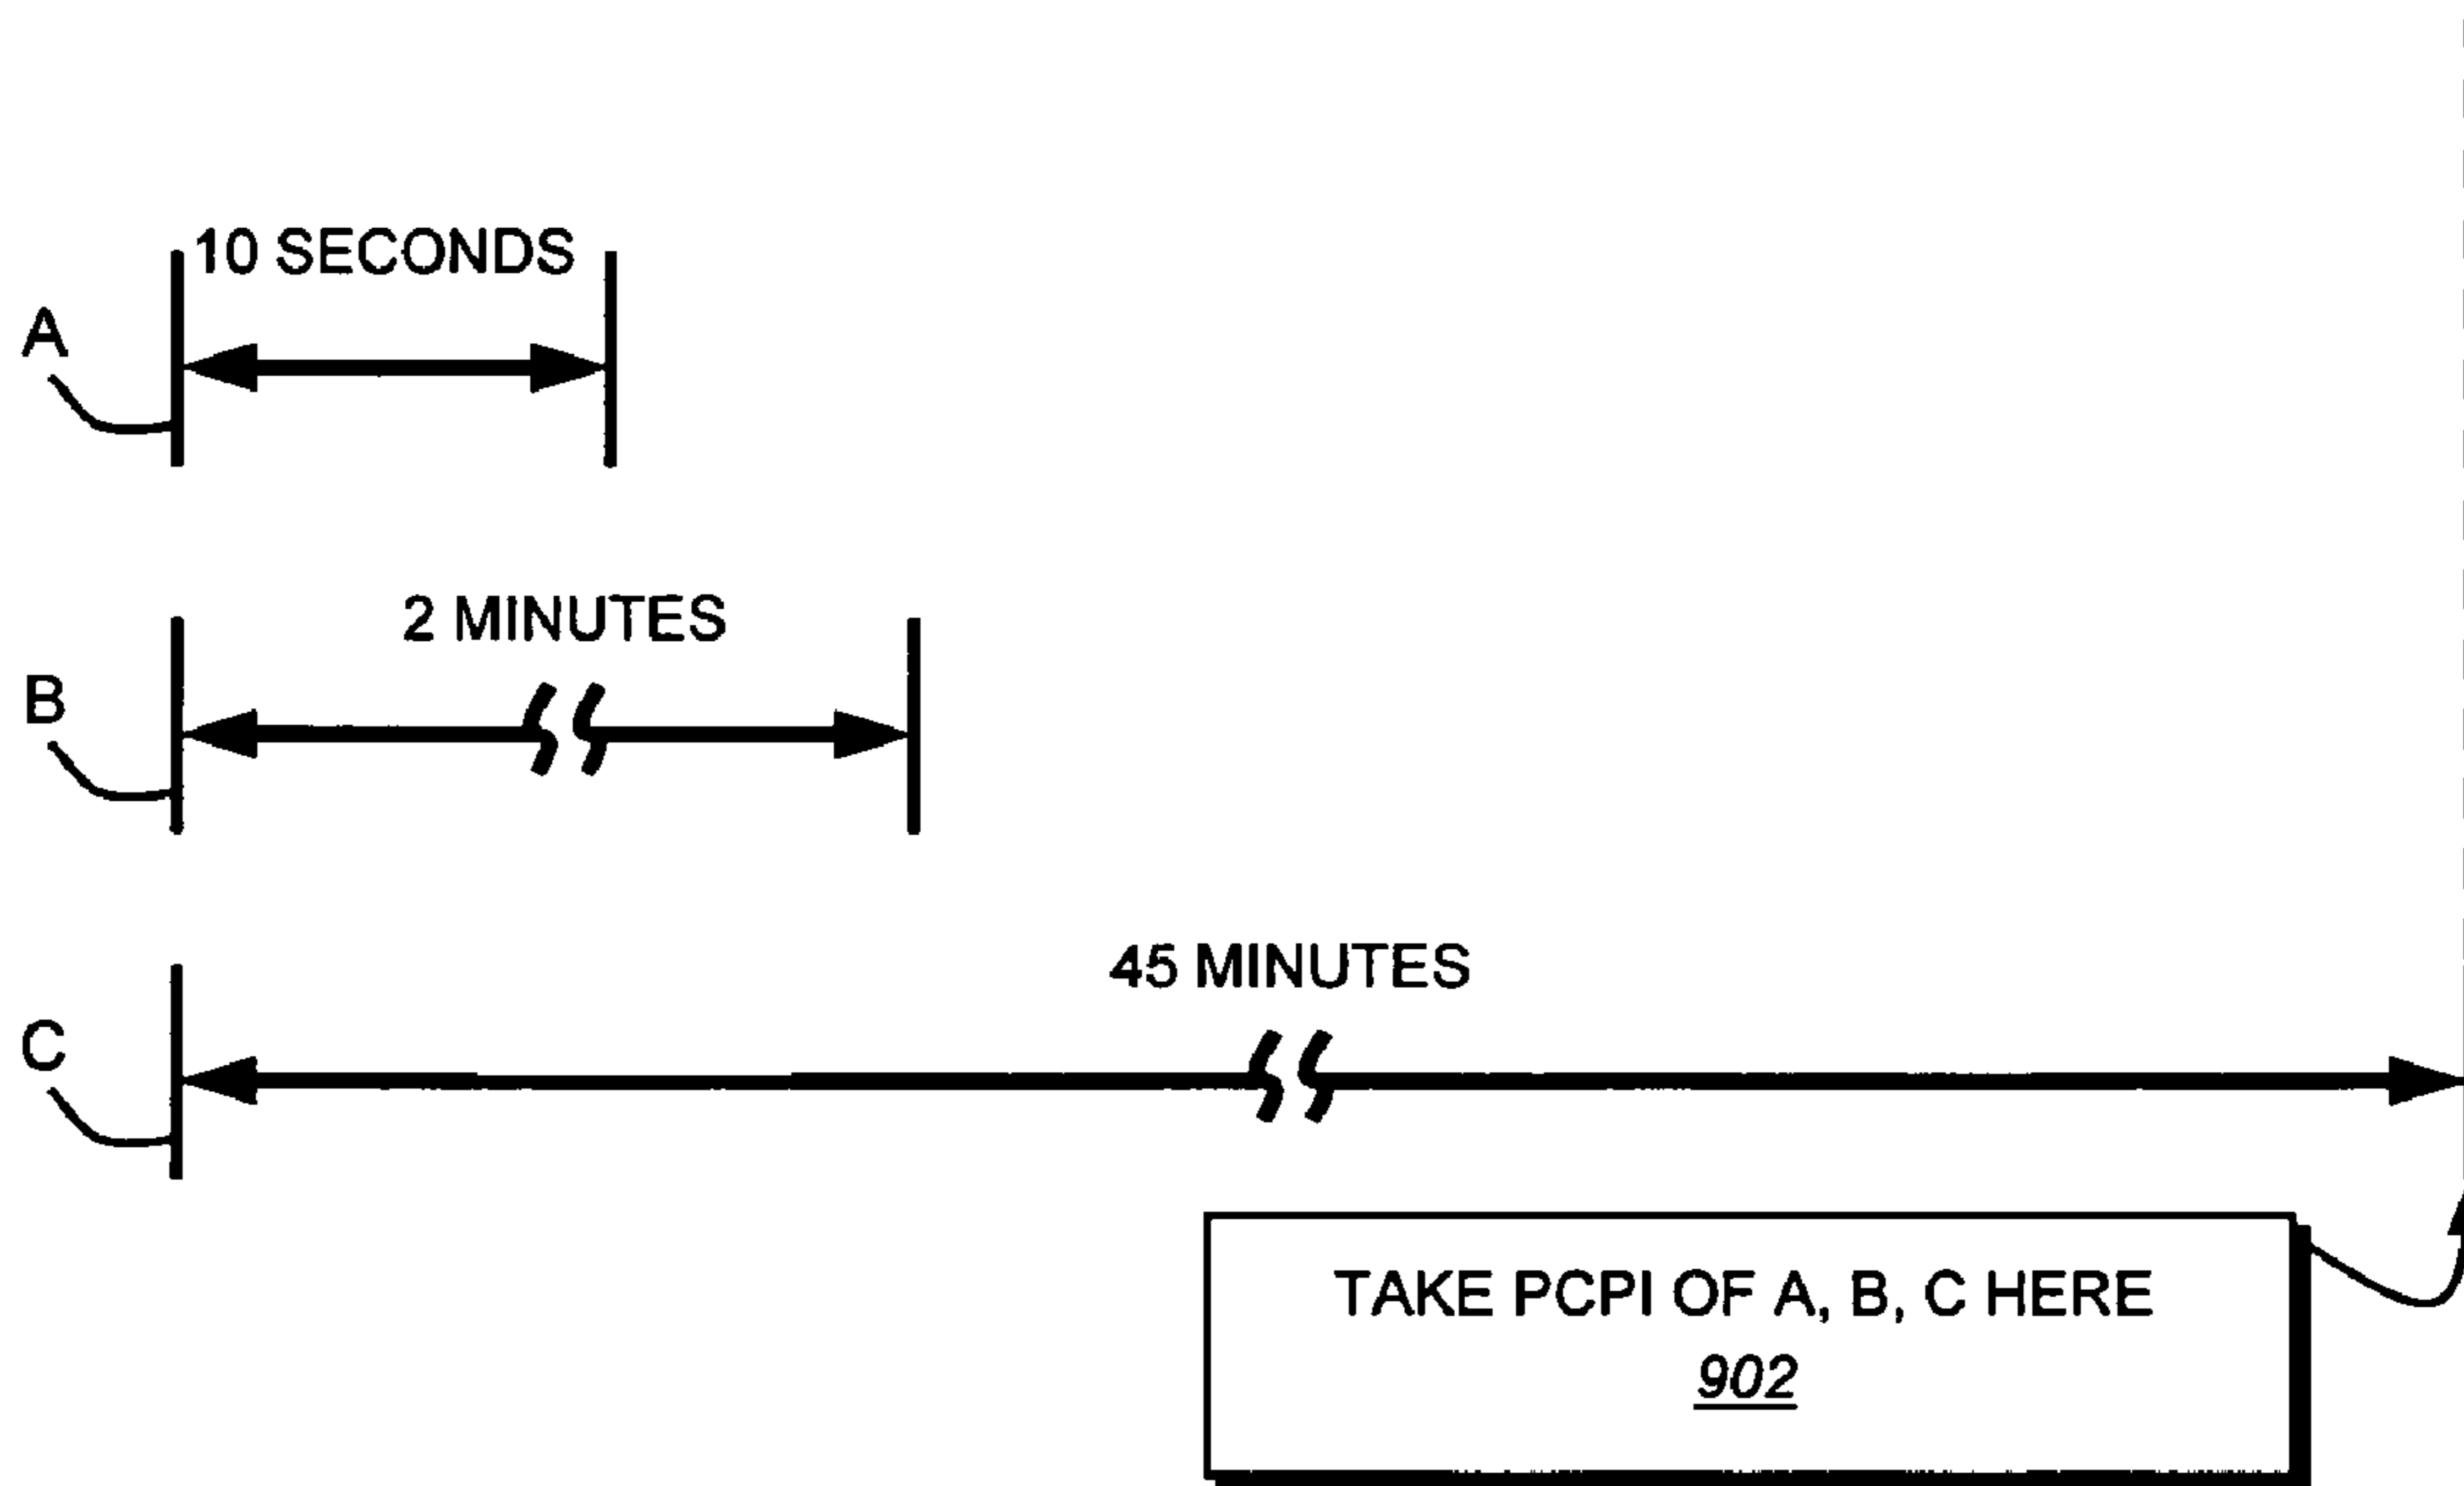 10 SECONDS
A
2 MINUTES
B
45 MINUTES
C
TAKE PCPI OF A, B, C HERE
902